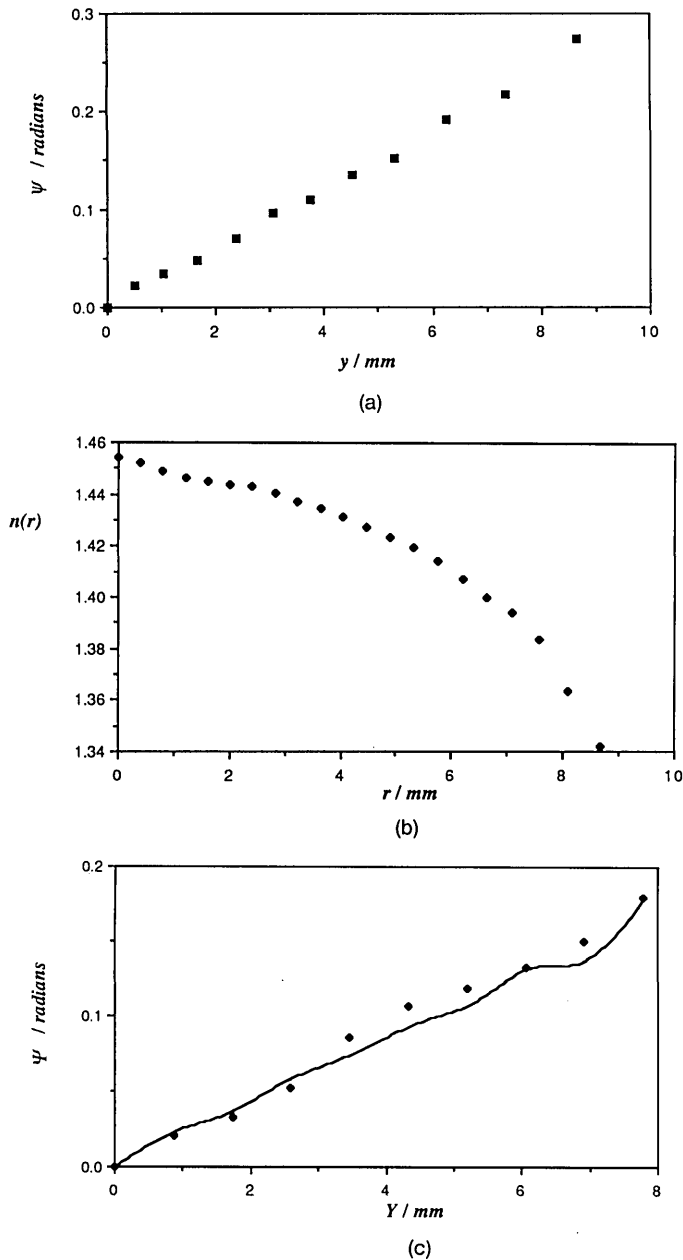 0.3
0.2
0.1
0.0
ψ / radians
0 2 4 6 8 10
y / mm
(a)
1.46
1.44
1.42
1.40
1.38
1.36
1.34
n(r)
0 2 4 6 8 10
r / mm
(b)
0.2
0.1
0.0
Ψ / radians
0 2 4 6 8
Y / mm
(c)